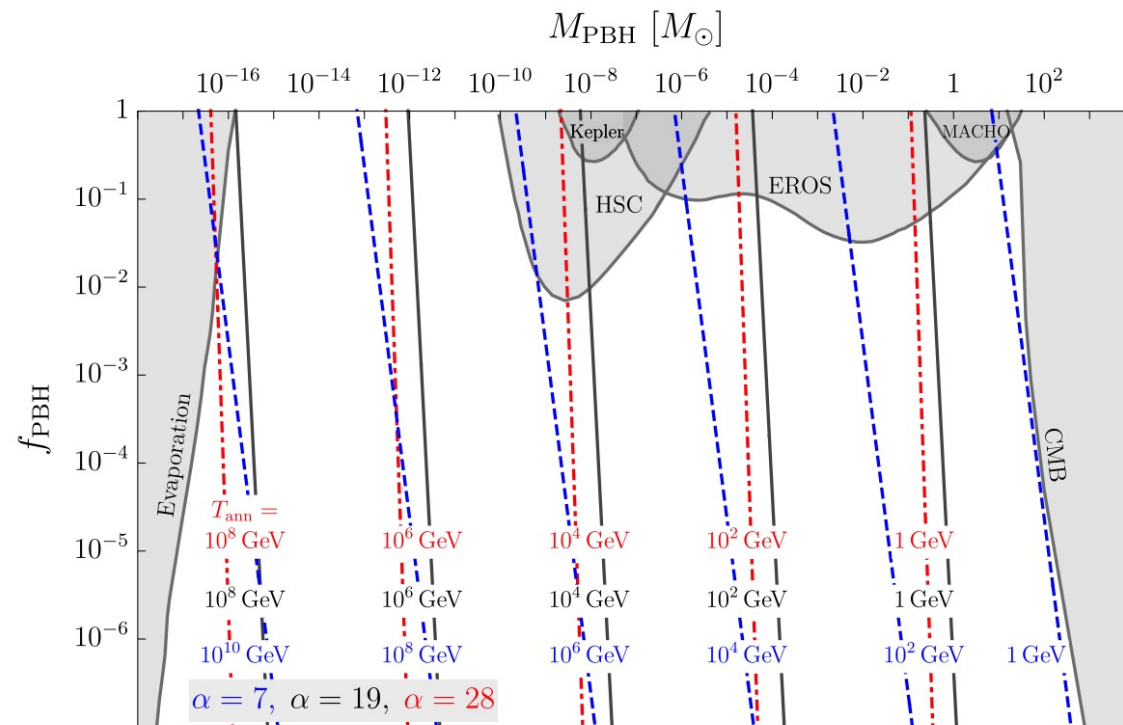 M_PBH [M_⊙]
10^−16 10^−14 10^−12 10^−10 10^−8 10^−6 10^−4 10^−2 1 10^2
1
Kepler MACHO
10^−1
HSC EROS
10^−2
10^−3
f_PBH
10^−4
Evaporation
CMB
T_ann =
10^−5
10^8 GeV 10^6 GeV 10^4 GeV 10^2 GeV 1 GeV
10^8 GeV 10^6 GeV 10^4 GeV 10^2 GeV 1 GeV
10^−6
10^10 GeV 10^8 GeV 10^6 GeV 10^4 GeV 10^2 GeV 1 GeV
α = 7, α = 19, α = 28